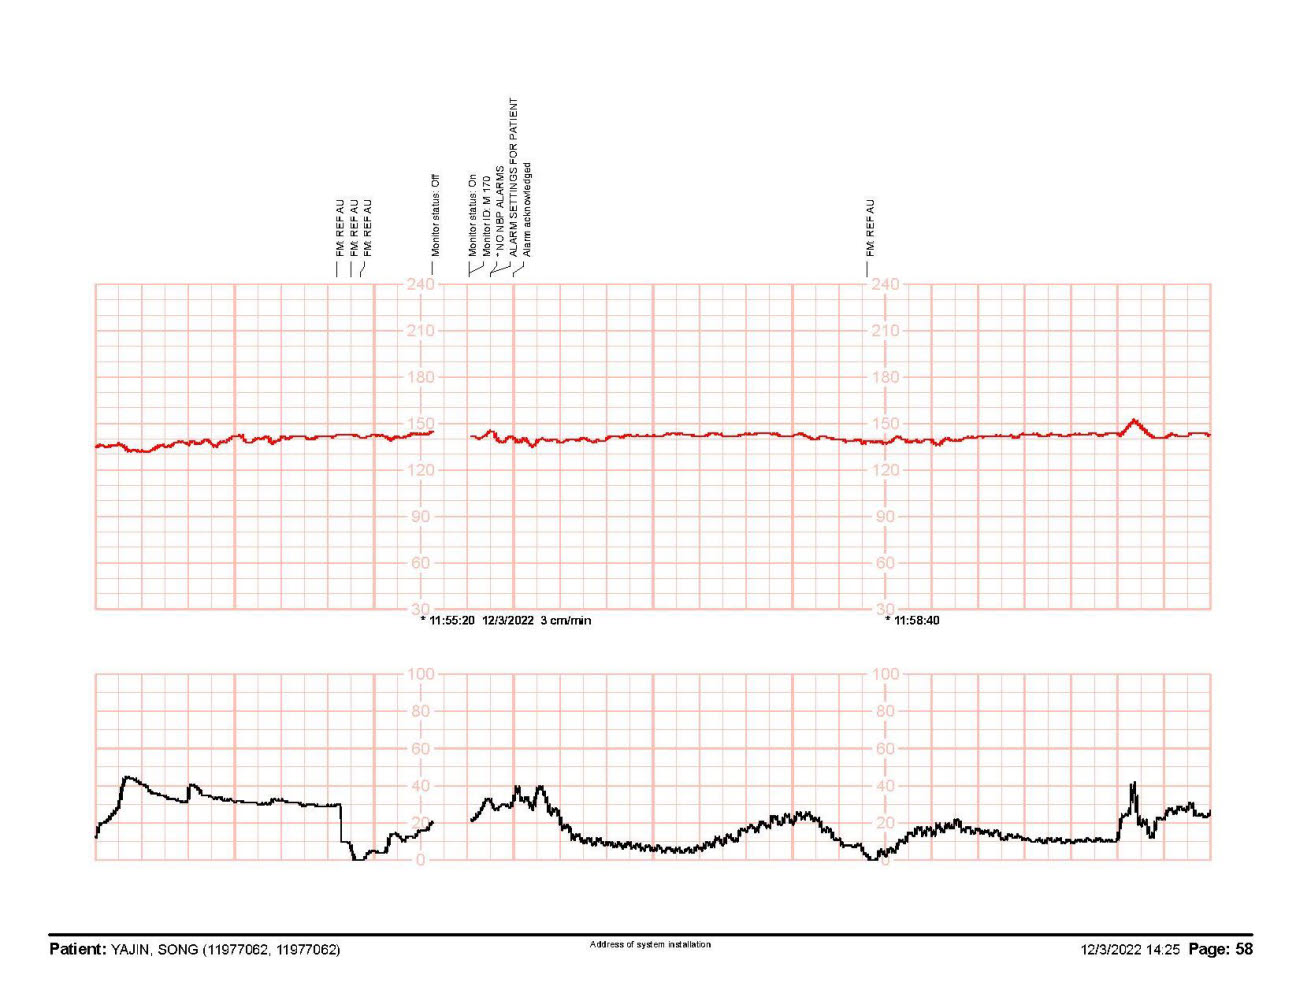 FM: REF AU
FM: REF AU
FM: REF AU
Monitor status: Off
Monitor status: On
Monitor ID: M 170
* NO NBP ALARMS
ALARM SETTINGS FOR PATIENT
Alarm acknowledged
FM: REF AU
240 240
210 210
180 180
150 150
120 120
90 90
60 60
30 30
* 11:55:20 12/3/2022 3 cm/min * 11:58:40
100 100
80 80
60 60
40 40
20 20
0 0
Patient: YAJIN, SONG (11977062, 11977062) Address of system installation 12/3/2022 14:25 Page: 58